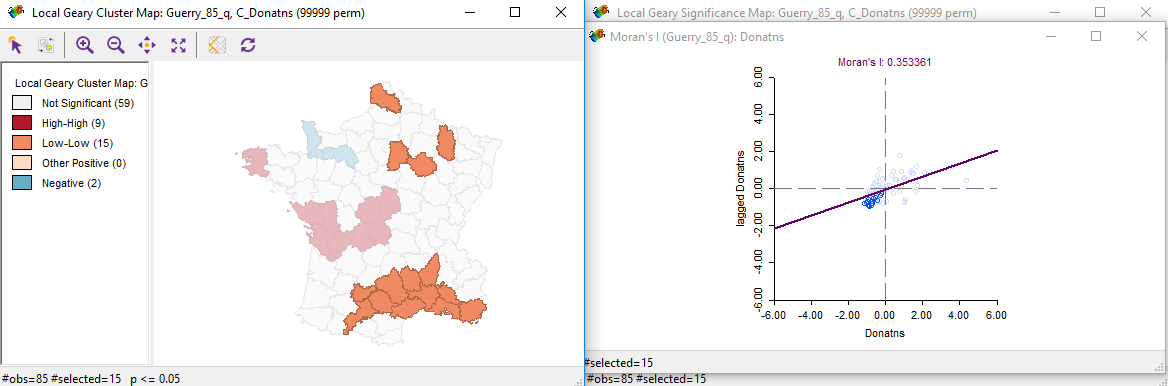 Local Geary Cluster Map: Guerry_85_q, C_Donatns (99999 perm)
Local Geary Cluster Map: G
Not Significant (59)
High-High (9)
Low-Low (15)
Other Positive (0)
Negative (2)
#obs=85 #selected=15 p <= 0.05
Local Geary Significance Map: Guerry_85_q, C_Donatns (99999 perm)
Moran's I (Guerry_85_q): Donatns
Moran's I: 0.353361
6.00
4.00
2.00
0.00
-2.00
-4.00
-6.00
lagged Donatns
-6.00 -4.00 -2.00 0.00 2.00 4.00 6.00
Donatns
#selected=15
#obs=85 #selected=15